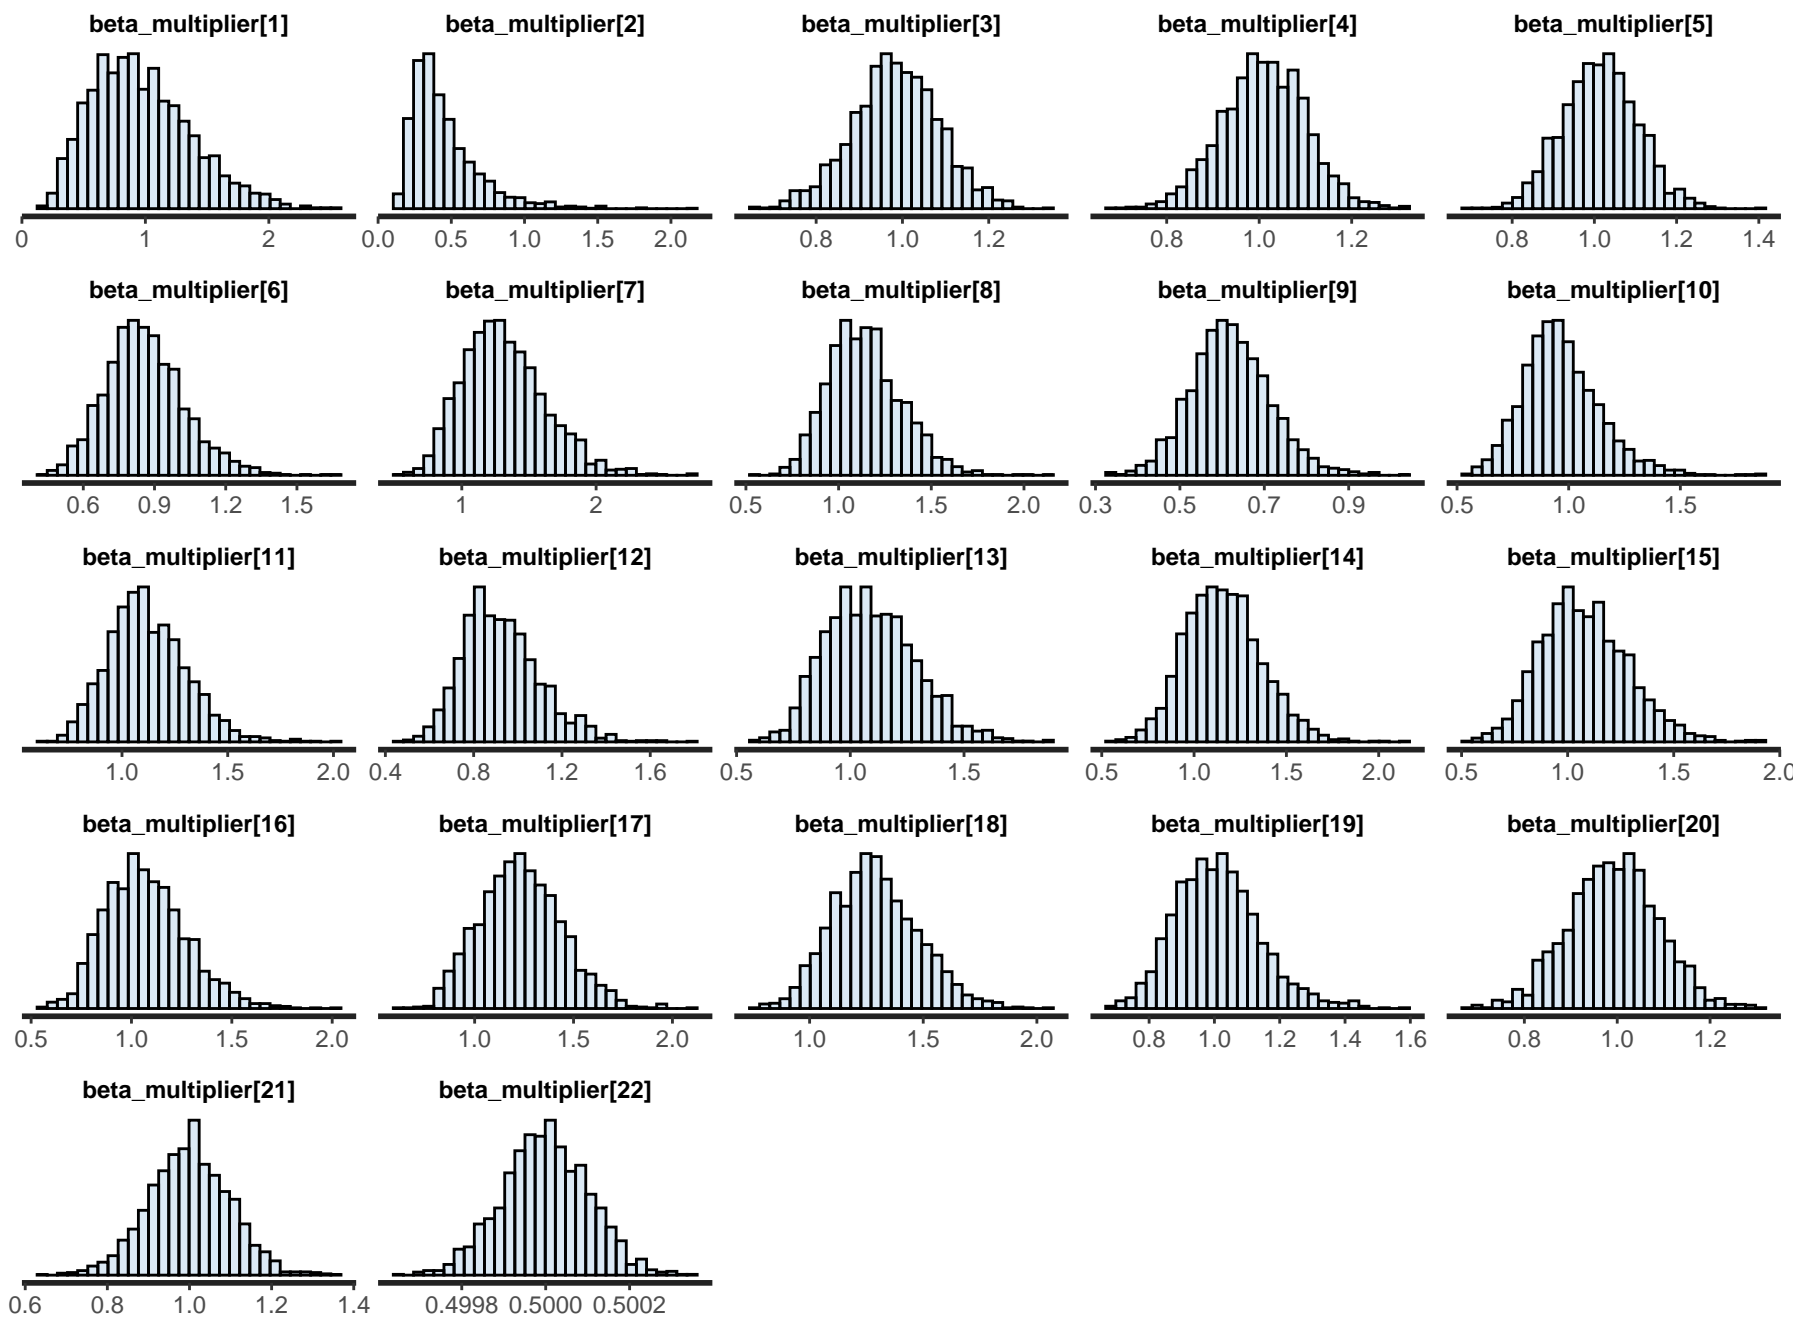 beta_multiplier[1] beta_multiplier[2] beta_multiplier[3] beta_multiplier[4] beta_multiplier[5]
0 1 2 0.0 0.5 1.0 1.5 2.0 0.8 1.0 1.2 0.8 1.0 1.2 0.8 1.0 1.2 1.4
beta_multiplier[6] beta_multiplier[7] beta_multiplier[8] beta_multiplier[9] beta_multiplier[10]
0.6 0.9 1.2 1.5 1 2 0.5 1.0 1.5 2.0 0.3 0.5 0.7 0.9 0.5 1.0 1.5
beta_multiplier[11] beta_multiplier[12] beta_multiplier[13] beta_multiplier[14] beta_multiplier[15]
1.0 1.5 2.0 0.4 0.8 1.2 1.6 0.5 1.0 1.5 0.5 1.0 1.5 2.0 0.5 1.0 1.5 2.0
beta_multiplier[16] beta_multiplier[17] beta_multiplier[18] beta_multiplier[19] beta_multiplier[20]
0.5 1.0 1.5 2.0 1.0 1.5 2.0 1.0 1.5 2.0 0.8 1.0 1.2 1.4 1.6 0.8 1.0 1.2
beta_multiplier[21] beta_multiplier[22]
0.6 0.8 1.0 1.2 1.4 0.4998 0.5000 0.5002